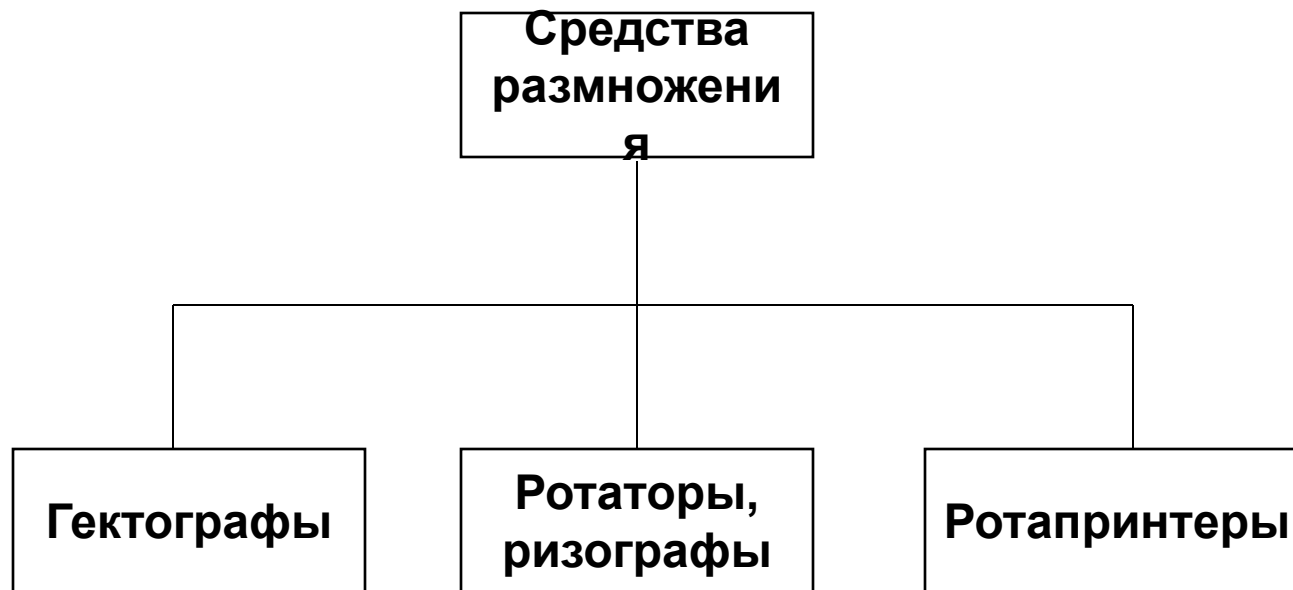 Средства
размножени
я
Гектографы
Ротаторы,
ризографы
Ротапринтеры